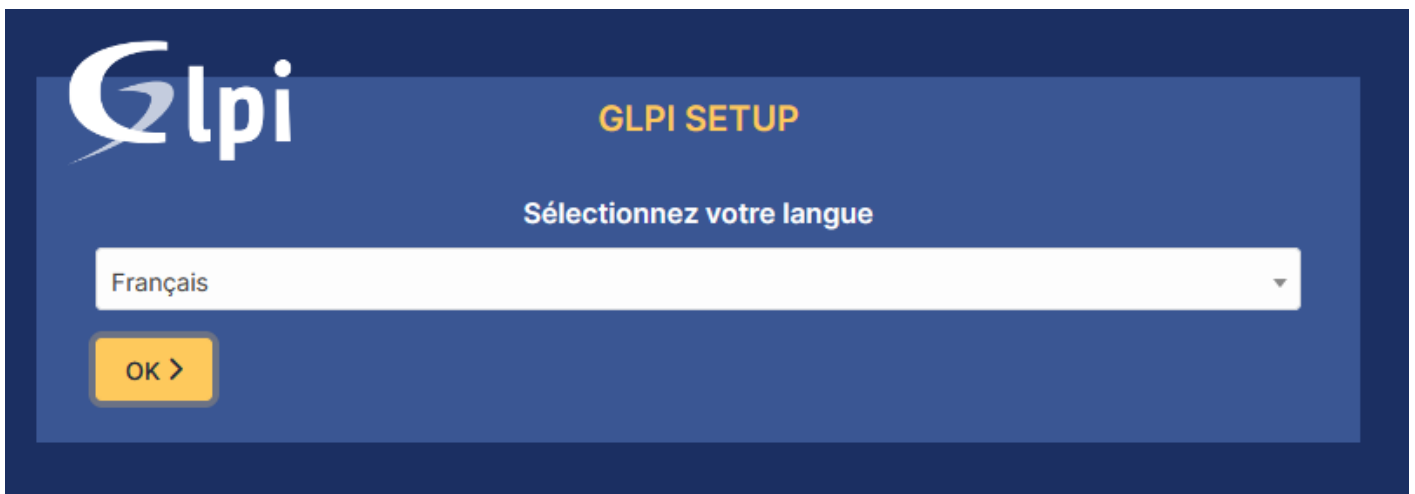 Glpi
GLPI SETUP
Sélectionnez votre langue
Français
OK